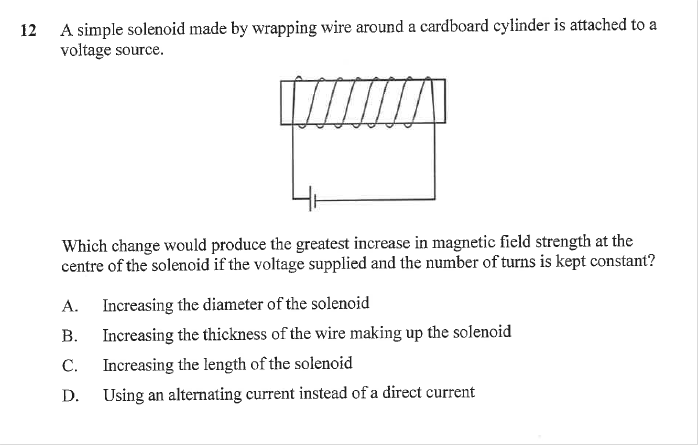 12 A simple solenoid made by wrapping wire around a cardboard cylinder is attached to a
voltage source.
Which change would produce the greatest increase in magnetic field strength at the
centre of the solenoid if the voltage supplied and the number of turns is kept constant?
A. Increasing the diameter of the solenoid
B. Increasing the thickness of the wire making up the solenoid
C. Increasing the length of the solenoid
D. Using an alternating current instead of a direct current